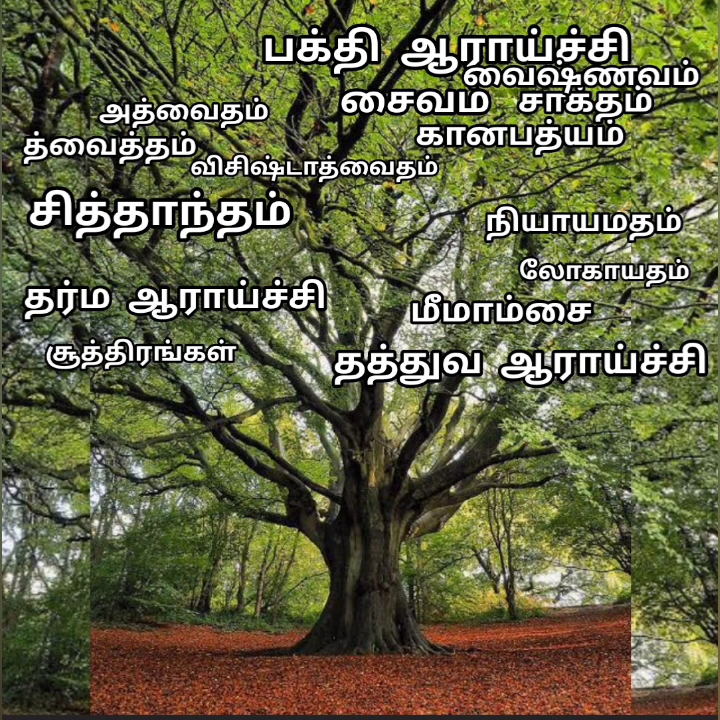 பக்தி ஆராய்ச்சி
வைஷ்ணவம்
சைவம் சாக்தம்
அத்வைதம்
கானபத்யம்
த்வைத்தம்
விசிஷ்டாத்வைதம்
சித்தாந்தம்
நியாயமதம்
லோகாயதம்
தர்ம ஆராய்ச்சி
மீமாம்சை
சூத்திரங்கள்
தத்துவ ஆராய்ச்சி